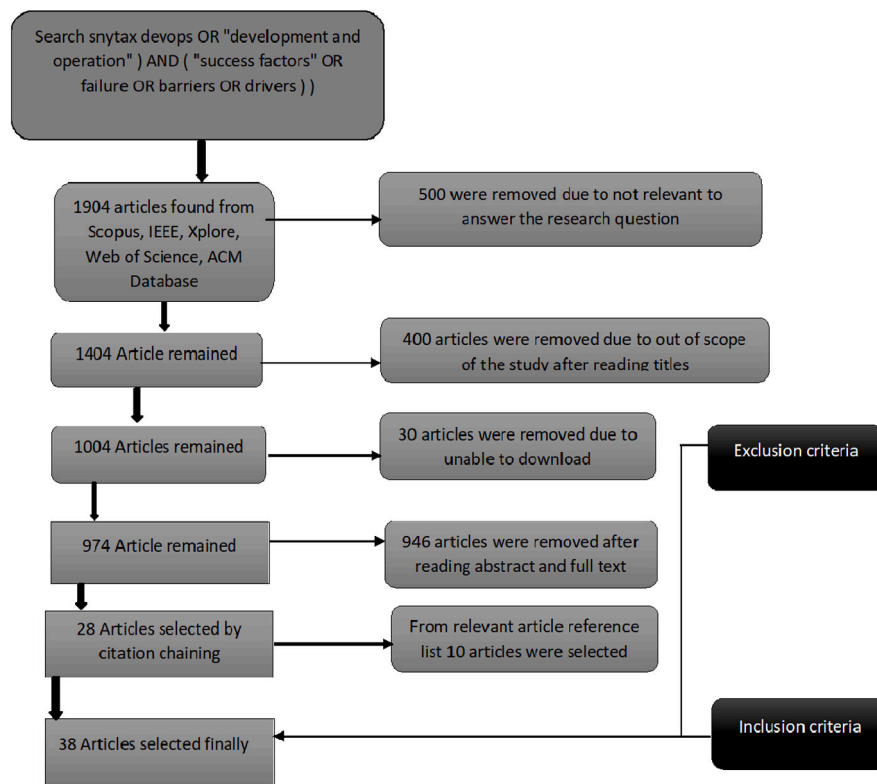 Search snytax devops OR "development and
operation" ) AND ( "success factors" OR
failure OR barriers OR drivers ) )
1904 articles found from
Scopus, IEEE, Xplore,
Web of Science, ACM
Database
500 were removed due to not relevant to
answer the research question
1404 Article remained
400 articles were removed due to out of scope
of the study after reading titles
1004 Articles remained
30 articles were removed due to
unable to download
Exclusion criteria
974 Article remained
946 articles were removed after
reading abstract and full text
28 Articles selected by
citation chaining
From relevant article reference
list 10 articles were selected
38 Articles selected finally
Inclusion criteria